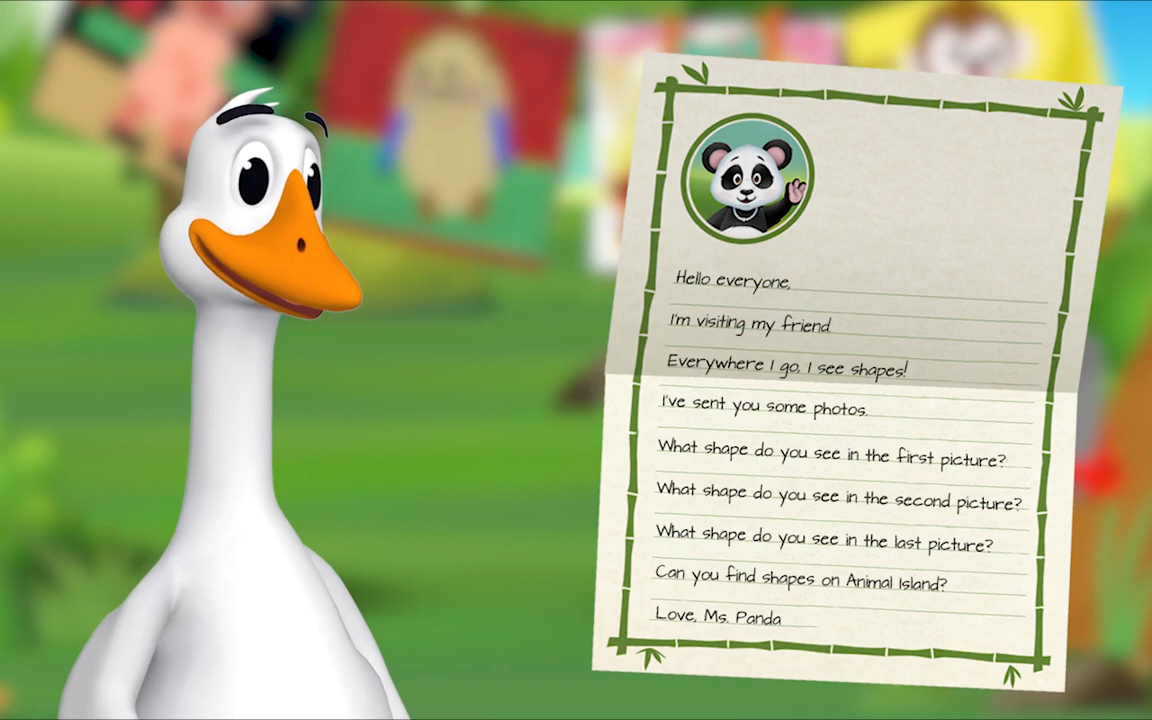 Hello everyone,
I'm visiting my friend.
Everywhere I go, I see shapes!
I've sent you some photos.
What shape do you see in the first picture?
What shape do you see in the second picture?
What shape do you see in the last picture?
Can you find shapes on Animal Island?
Love, Ms. Panda